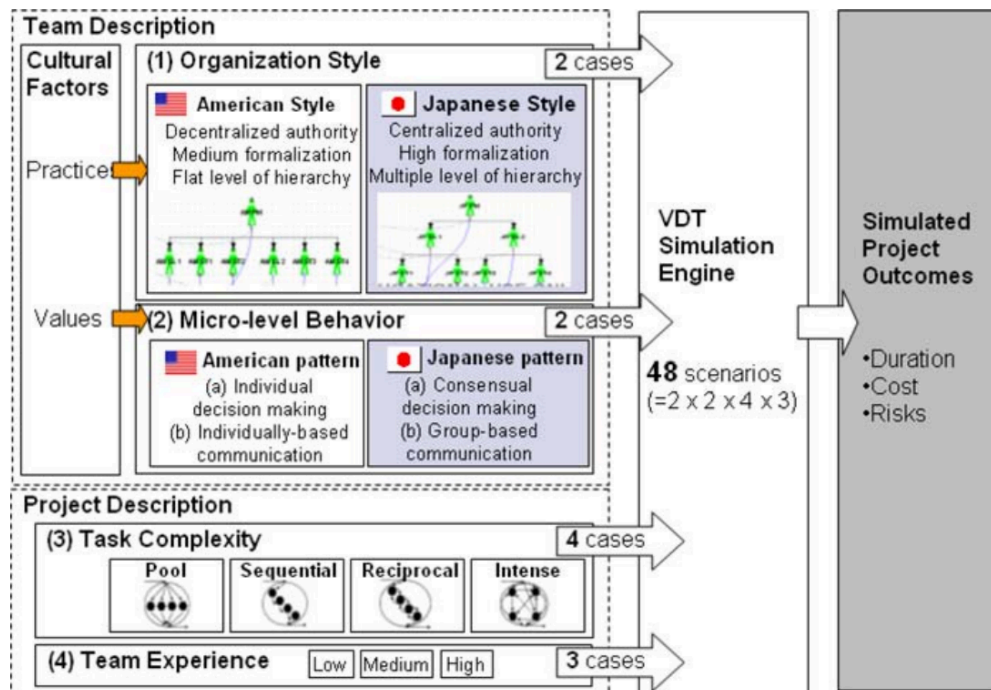 Team Description
Cultural
Factors
Practice
Values
(1) Organization Style
2 cases
American Style
Decentralized authority
Medium formalization
Flat level of hierarchy
Japanese Style
Centralized authority
High formalization
Multiple level of hierarchy
(2) Micro-level Behavior
2 cases
American pattern
(a) Individual
decision making
(b) Individually-based
communication
Japanese pattern
(a) Consensual
decision making
(b) Group-based
communication
Project Description
(3) Task Complexity
4 cases
Pool
Sequential
Reciprocal
Intense
(4) Team Experience
Low
Medium
High
3 cases
VDT
Simulation
Engine
48 scenarios
(=2 x 2 x 4 x 3)
Simulated
Project
Outcomes
•Duration
•Cost
•Risks